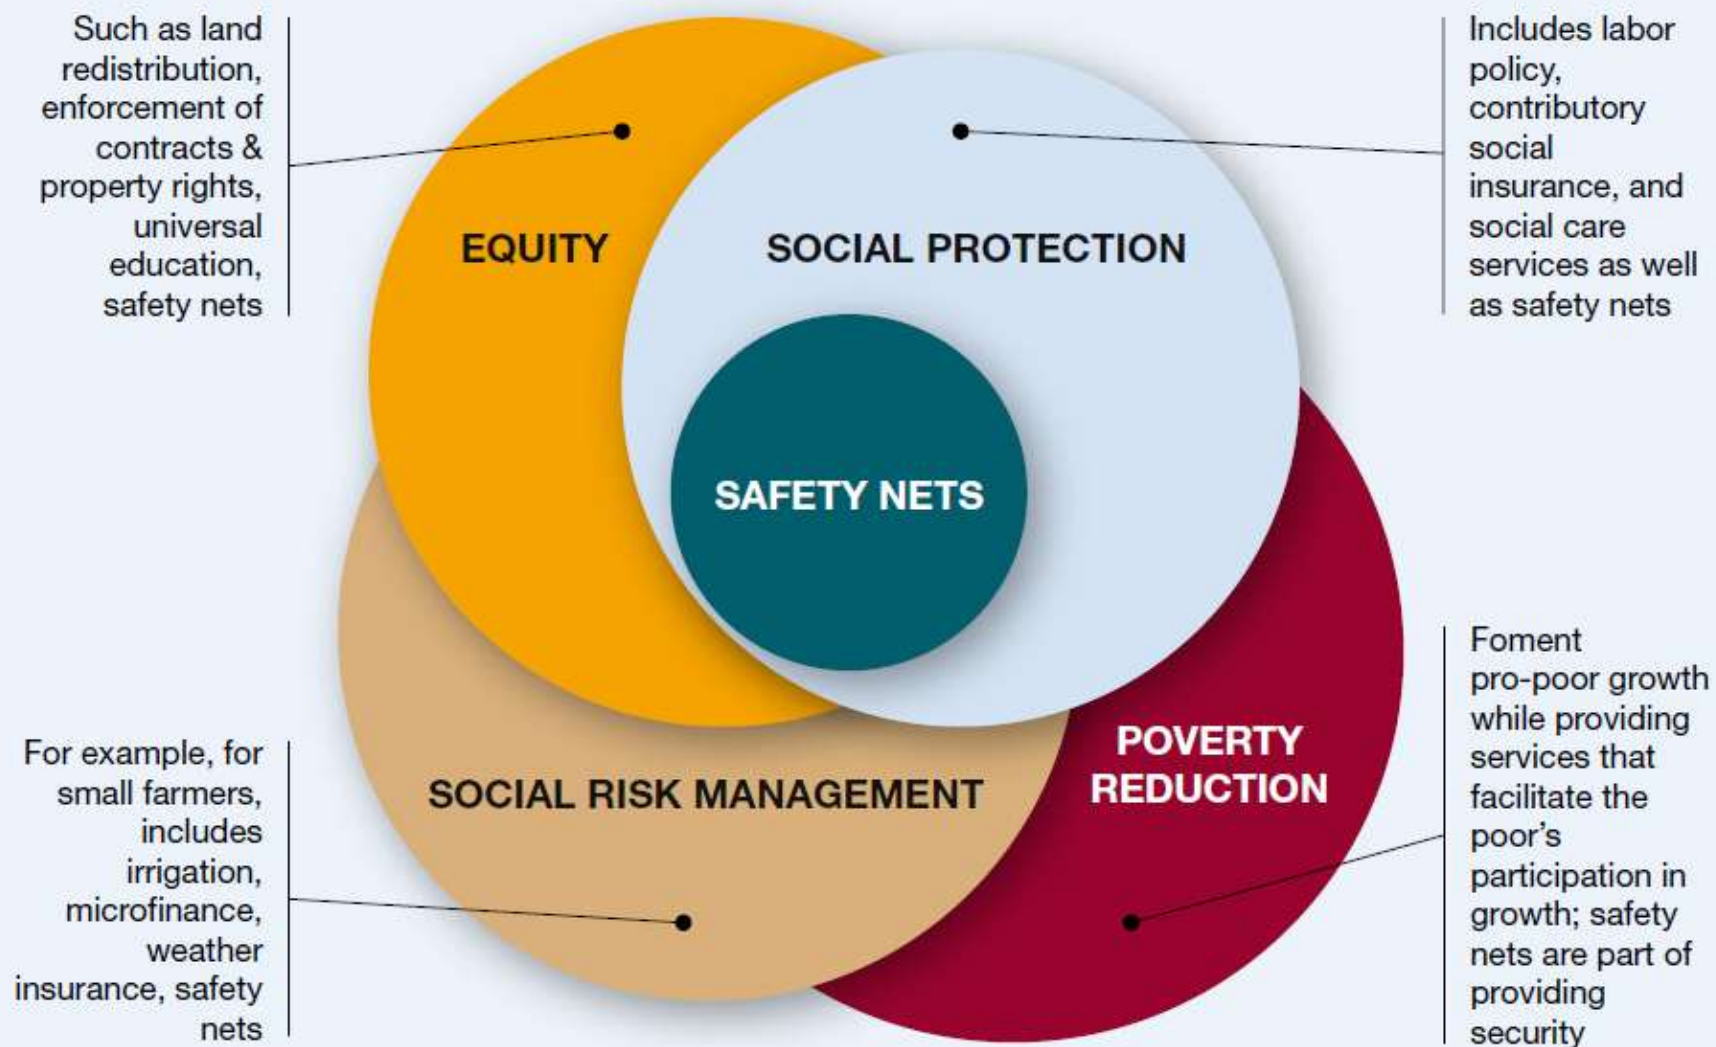 Such as land
redistribution,
enforcement of
contracts &
property rights,
universal
education,
safety nets
Includes labor
policy,
contributory
social
insurance, and
social care
services as well
as safety nets
EQUITY
SOCIAL PROTECTION
SAFETY NETS
SOCIAL RISK MANAGEMENT
POVERTY
REDUCTION
For example, for
small farmers,
includes
irrigation,
microfinance,
weather
insurance, safety
nets
Foment
pro-poor growth
while providing
services that
facilitate the
poor’s
participation in
growth; safety
nets are part of
providing
security